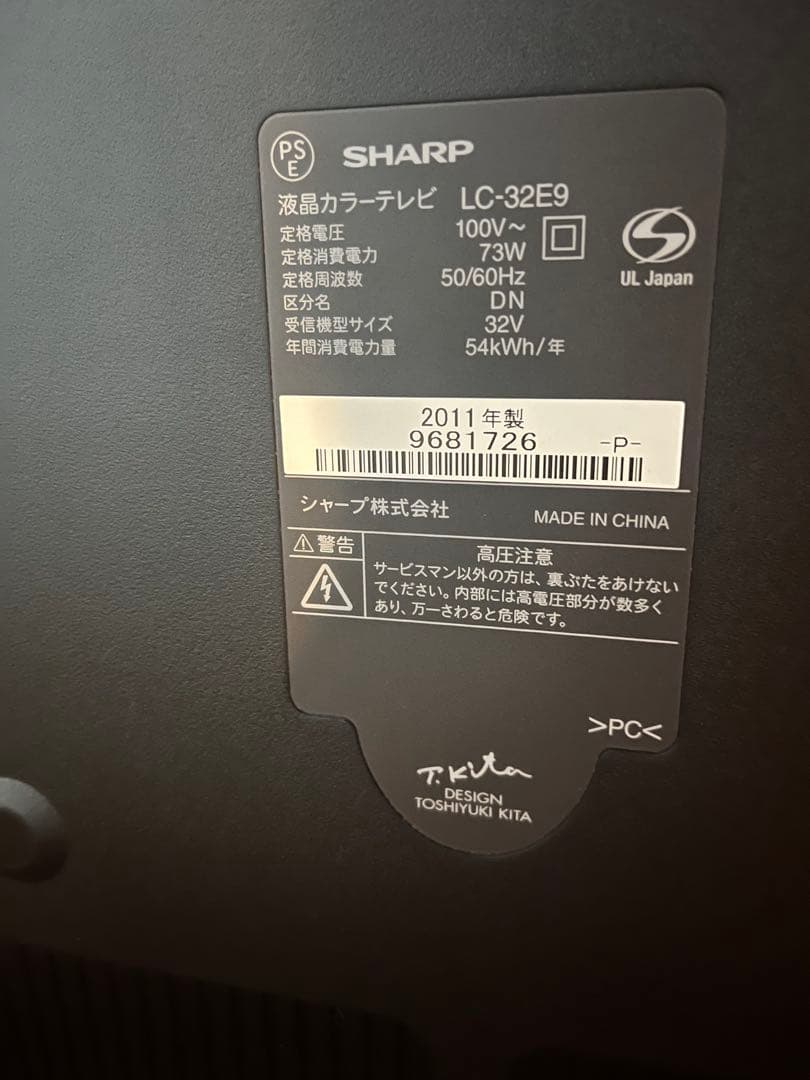 PS
E
SHARP
液晶カラーテレビ LC-32E9
定格電圧 100V～
定格消費電力 73W
定格周波数 50/60Hz
区分名 DN
受信機型サイズ 32V
年間消費電力量 54kWh/年
UL Japan
2011年製
9681726 -P-
シャープ株式会社 MADE IN CHINA
⚠警告
高圧注意
サービスマン以外の方は、裏ぶたをあけない
でください。内部には高電圧部分が数多く
あり、万一さわると危険です。
>PC<
T.Kita
DESIGN
TOSHIYUKI KITA